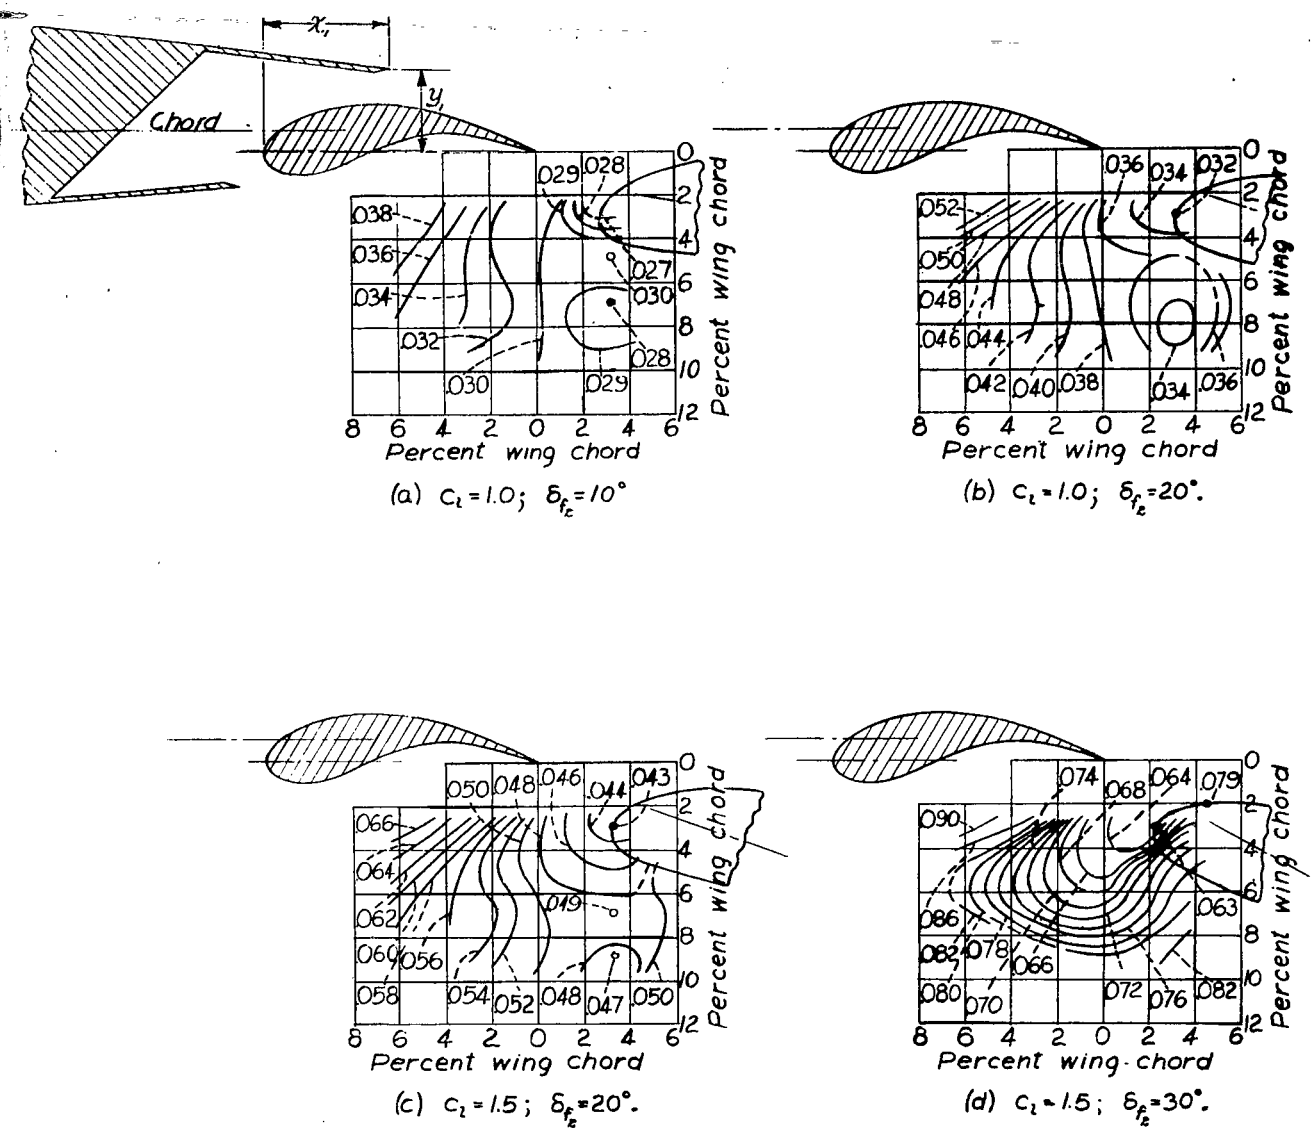 x₁
y₁
Chord
.029 .028
.038
.036
.034
.032
.030
.027
.030
.028
.029
0
2
4
6
8
10
12
Percent wing chord
8 6 4 2 0 2 4 6
Percent wing chord
(a) c_l = 1.0; δ_f₂ = 10°
.036 .034 .032
.052
.050
.048
.046 .044
.042 .040 .038
.034 .036
0
2
4
6
8
10
12
Percent wing chord
8 6 4 2 0 2 4 6
Percent wing chord
(b) c_l = 1.0; δ_f₂ = 20°.
.050 .048 .046 .044 .043
.066
.064
.062
.060 .056
.058 .054 .052 .048 .047 .050
.049
0
2
4
6
8
10
12
Percent wing chord
8 6 4 2 0 2 4 6
Percent wing chord
(c) c_l = 1.5; δ_f₂ = 20°.
.074 .068 .064 .079
.090
.086
.082 .078
.080 .070 .066
.072 .076 .082
.063
0
2
4
6
8
10
12
Percent wing chord
8 6 4 2 0 2 4 6
Percent wing chord
(d) c_l = 1.5; δ_f₂ = 30°.